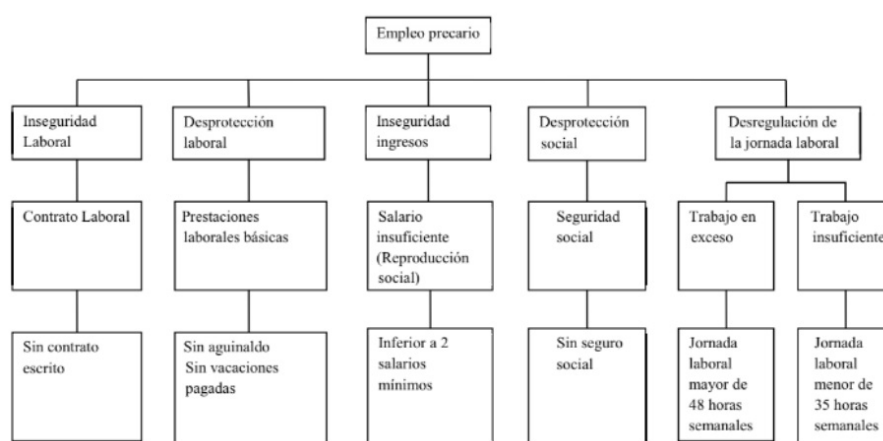 Empleo precario
Inseguridad
Laboral
Desprotección
laboral
Inseguridad
ingresos
Desprotección
social
Desregulación de
la jornada laboral
Contrato Laboral
Prestaciones
laborales básicas
Salario
insuficiente
(Reproducción
social)
Seguridad
social
Trabajo en
exceso
Trabajo
insuficiente
Sin contrato
escrito
Sin aguinaldo
Sin vacaciones
pagadas
Inferior a 2
salarios
mínimos
Sin seguro
social
Jornada
laboral
mayor de
48 horas
semanales
Jornada
laboral
menor de
35 horas
semanales